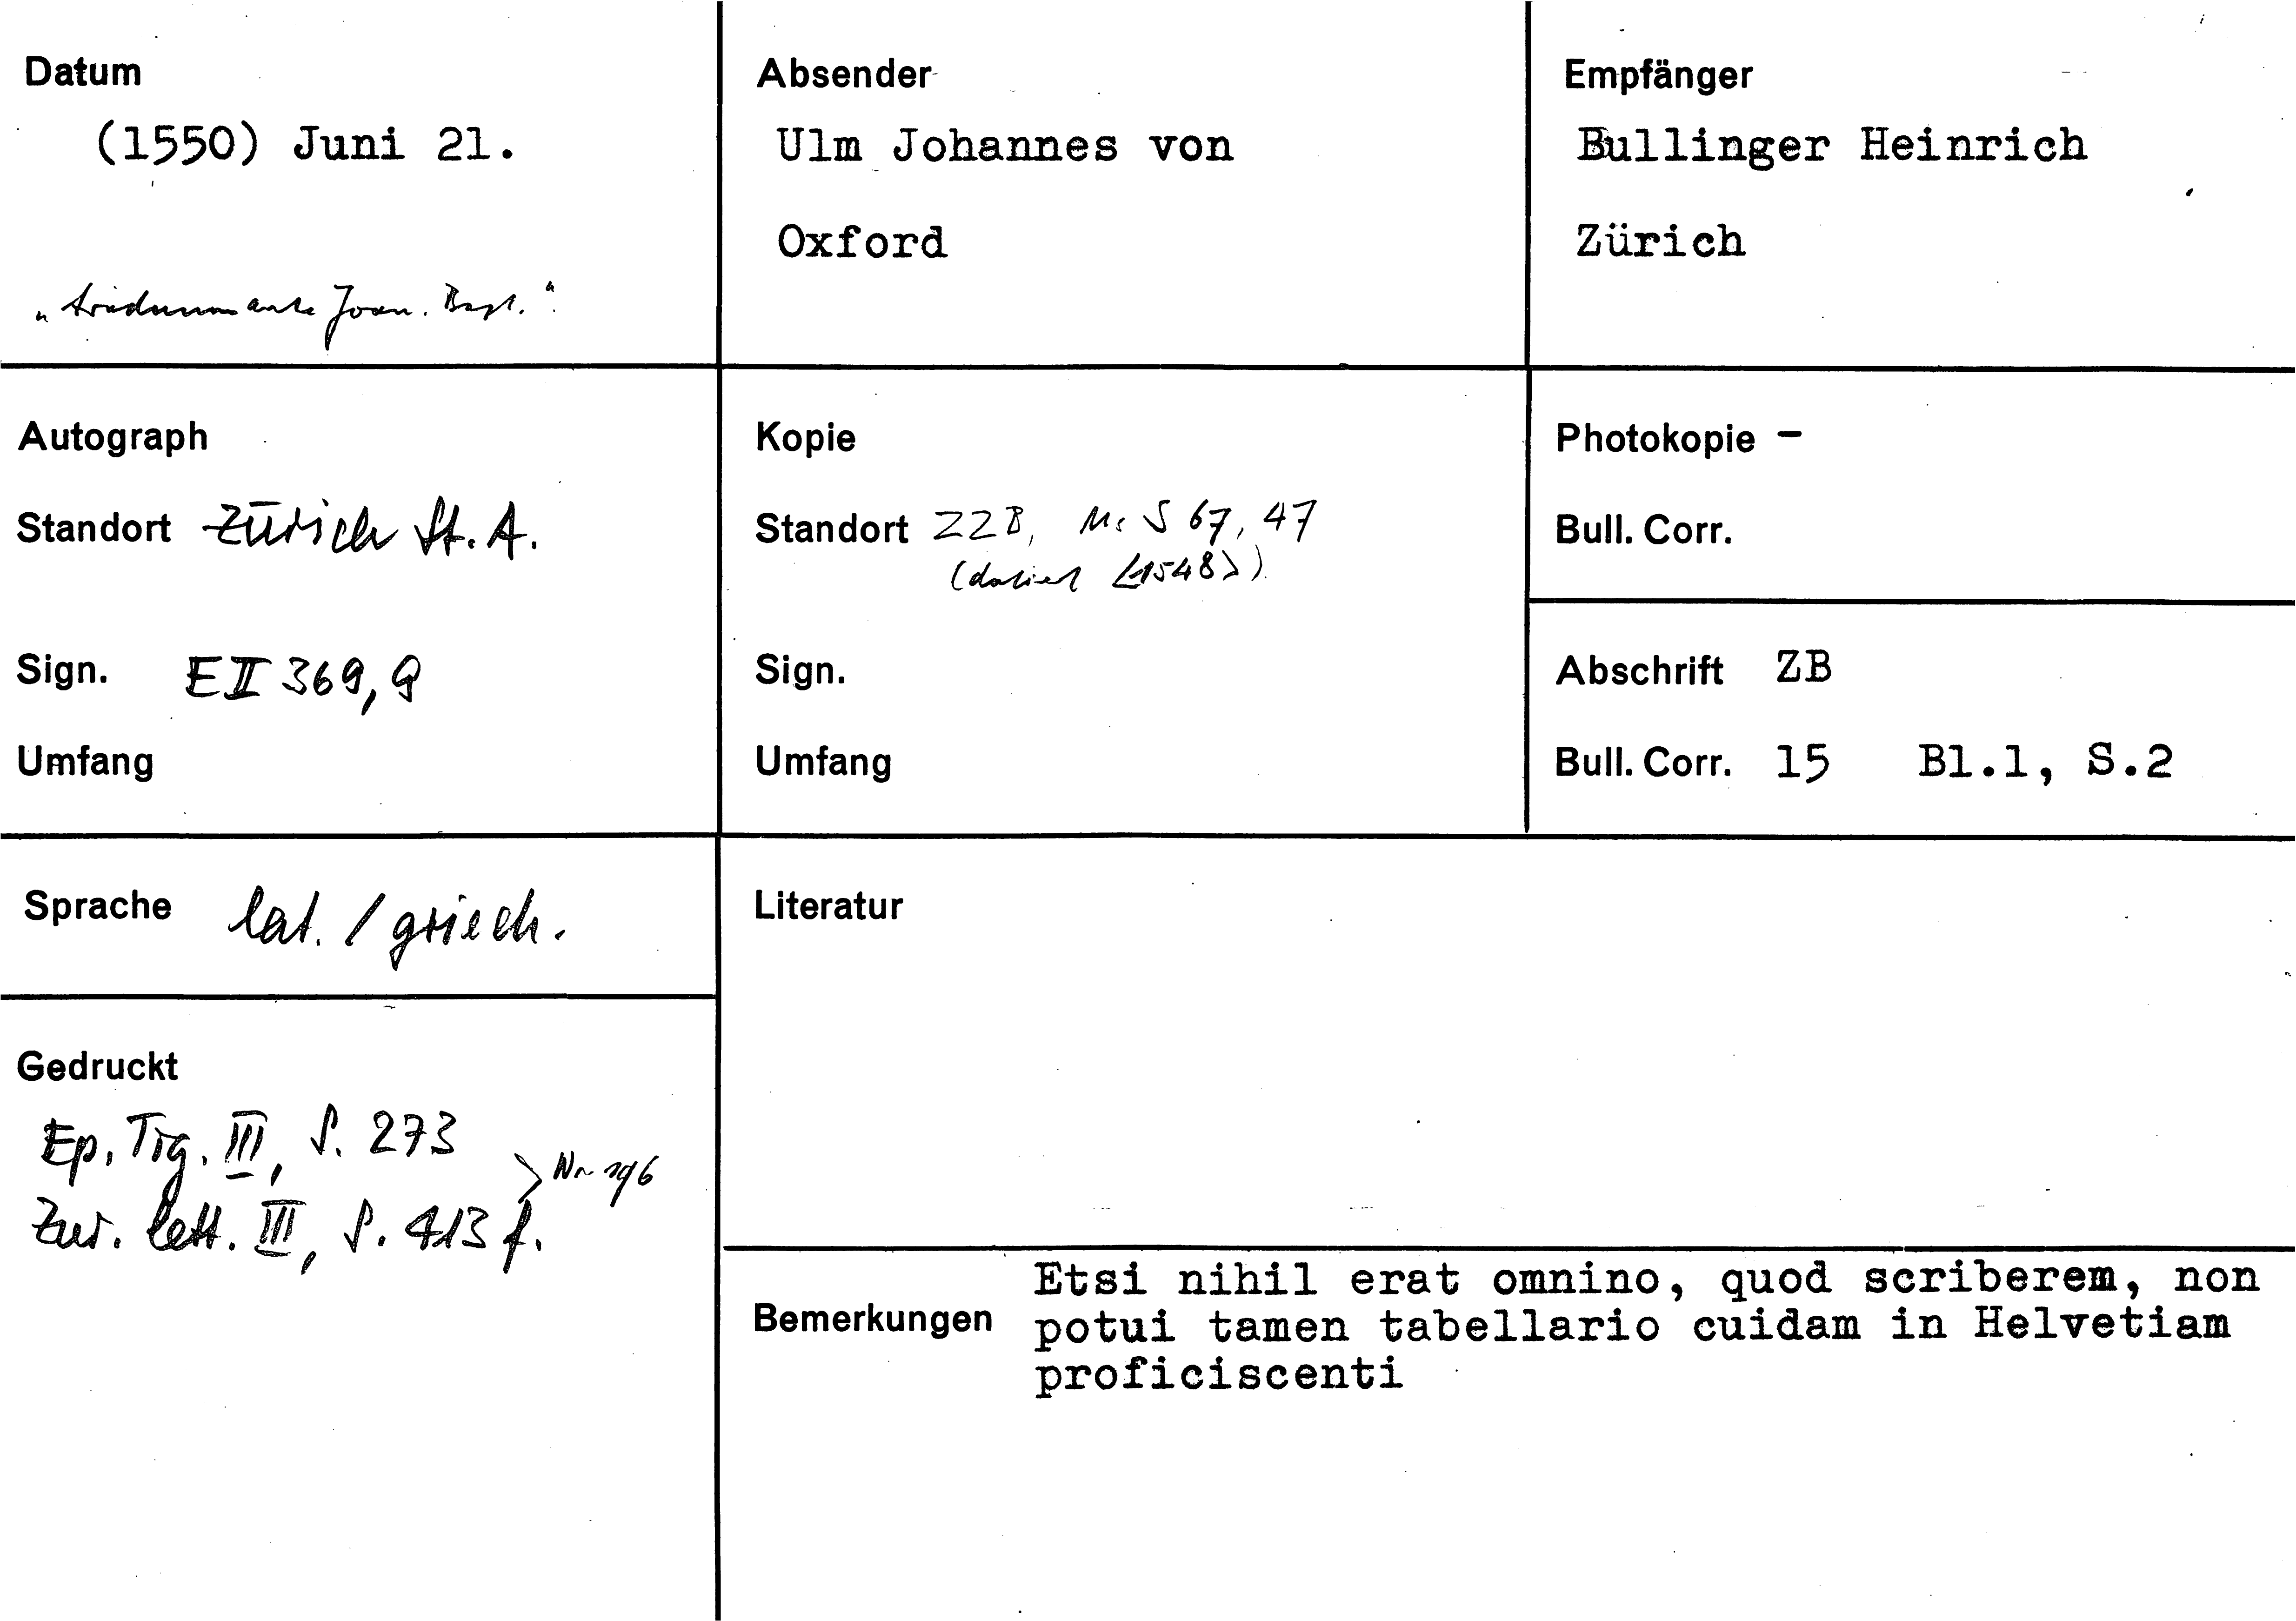 Datum
(1550) Juni 21.
„triduum ante Joan. Bapt.“
Absender
Ulm Johannes von
Oxford
Empfänger
Bullinger Heinrich
Zürich
Autograph
Standort Zürich St. A.
Sign. E II 369, 9
Umfang
Kopie
Standort ZZB, Ms S 67, 47
(datiert <1548>)
Sign.
Umfang
Photokopie –
Bull. Corr.
Abschrift ZB
Bull. Corr. 15 Bl.1, S.2
Sprache lat. / griech.
Literatur
Gedruckt
Ep. Tig. III, S. 273
Zur. lett. III, S. 413 f.
Nr 196
Bemerkungen
Etsi nihil erat omnino, quod scriberem, non
potui tamen tabellario cuidam in Helvetiam
proficiscenti